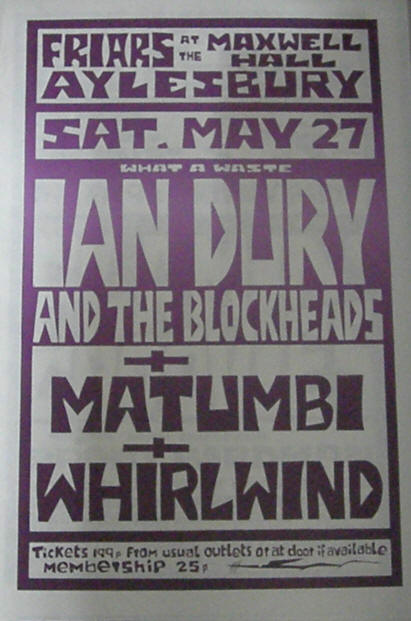 FRIARS AT THE MAXWELL HALL
AYLESBURY
SAT. MAY 27
WHAT A WASTE
IAN DURY
AND THE BLOCKHEADS
+
MATUMBI
+
WHIRLWIND
Tickets 199p From usual outlets or at door if available
Membership 25p